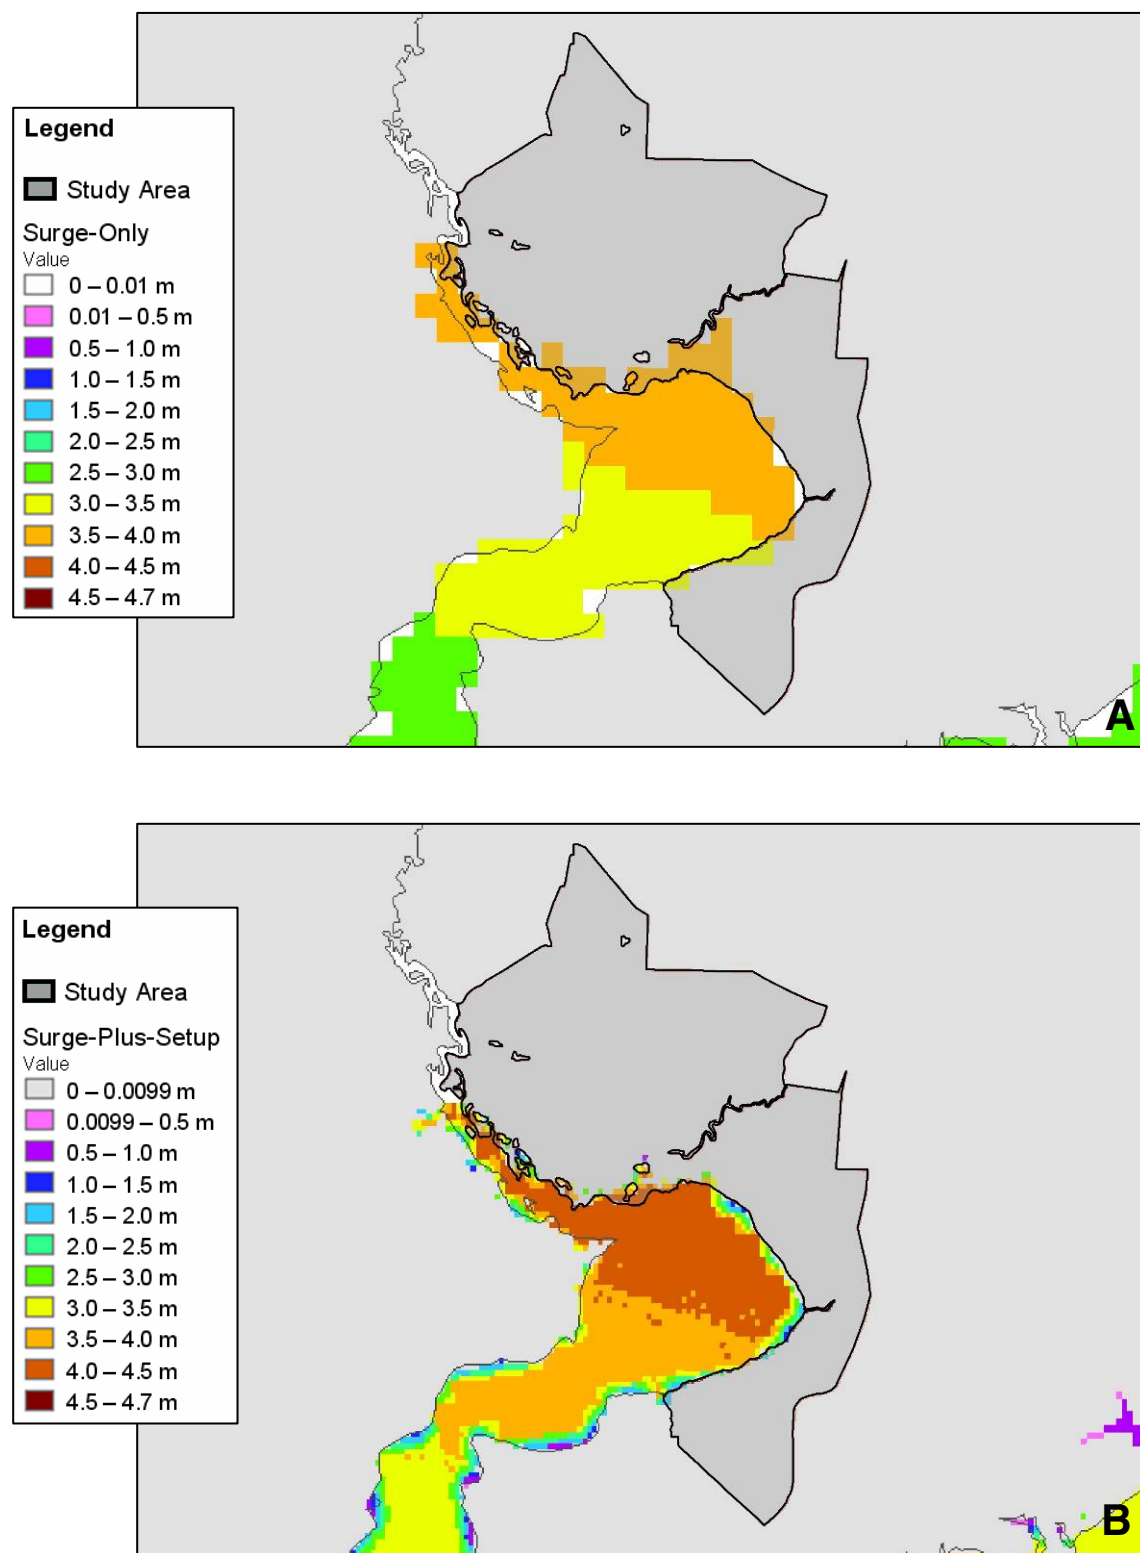 Legend
Study Area
Surge-Only
Value
0 – 0.01 m
0.01 – 0.5 m
0.5 – 1.0 m
1.0 – 1.5 m
1.5 – 2.0 m
2.0 – 2.5 m
2.5 – 3.0 m
3.0 – 3.5 m
3.5 – 4.0 m
4.0 – 4.5 m
4.5 – 4.7 m
A
Legend
Study Area
Surge-Plus-Setup
Value
0 – 0.0099 m
0.0099 – 0.5 m
0.5 – 1.0 m
1.0 – 1.5 m
1.5 – 2.0 m
2.0 – 2.5 m
2.5 – 3.0 m
3.0 – 3.5 m
3.5 – 4.0 m
4.0 – 4.5 m
4.5 – 4.7 m
B